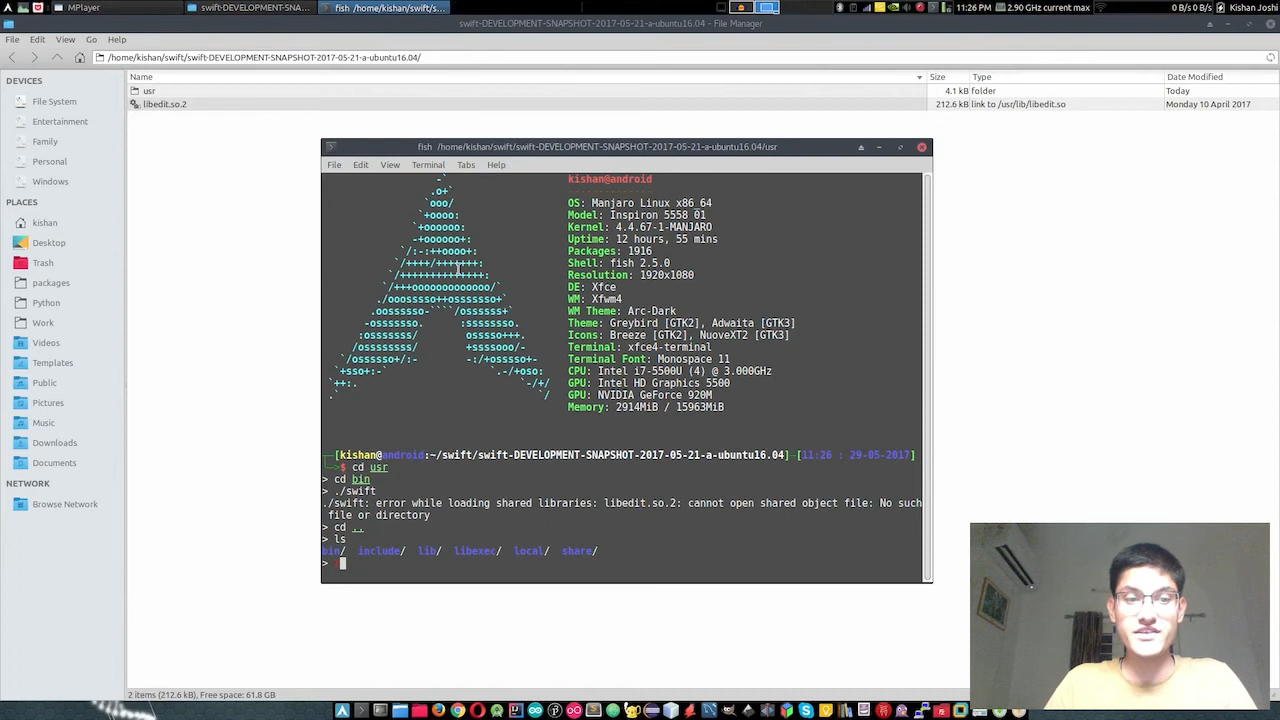 MPlayer
swift-DEVELOPMENT-SNAPSHOT...
fish /home/kishan/swift/s...
11:26 PM
2.90 GHz current max
0 B/s 0 B/s
Kishan Joshi
swift-DEVELOPMENT-SNAPSHOT-2017-05-21-a-ubuntu16.04 - File Manager
File Edit View Go Help
/home/kishan/swift/swift-DEVELOPMENT-SNAPSHOT-2017-05-21-a-ubuntu16.04/
DEVICES
File System
Entertainment
Family
Personal
Windows
PLACES
kishan
Desktop
Trash
packages
Python
Work
Videos
Templates
Public
Pictures
Music
Downloads
Documents
NETWORK
Browse Network
Name Size Type Date Modified
usr 4.1 kB folder Today
libedit.so.2 212.6 kB link to /usr/lib/libedit.so Monday 10 April 2017
fish /home/kishan/swift/swift-DEVELOPMENT-SNAPSHOT-2017-05-21-a-ubuntu16.04/usr
File Edit View Terminal Tabs Help
kishan@android
--------------
OS: Manjaro Linux x86_64
Model: Inspiron 5558 01
Kernel: 4.4.67-1-MANJARO
Uptime: 12 hours, 55 mins
Packages: 1916
Shell: fish 2.5.0
Resolution: 1920x1080
DE: Xfce
WM: Xfwm4
WM Theme: Arc-Dark
Theme: Greybird [GTK2], Adwaita [GTK3]
Icons: Breeze [GTK2], NuoveXT2 [GTK3]
Terminal: xfce4-terminal
Terminal Font: Monospace 11
CPU: Intel i7-5500U (4) @ 3.000GHz
GPU: Intel HD Graphics 5500
GPU: NVIDIA GeForce 920M
Memory: 2914MiB / 15963MiB
[kishan@android:~/swift/swift-DEVELOPMENT-SNAPSHOT-2017-05-21-a-ubuntu16.04]-[11:26 : 29-05-2017]
$ cd usr
> cd bin
> ./swift
./swift: error while loading shared libraries: libedit.so.2: cannot open shared object file: No such
file or directory
> cd ..
> ls
bin/ include/ lib/ libexec/ local/ share/
>
2 items (212.6 kB), Free space: 61.8 GB